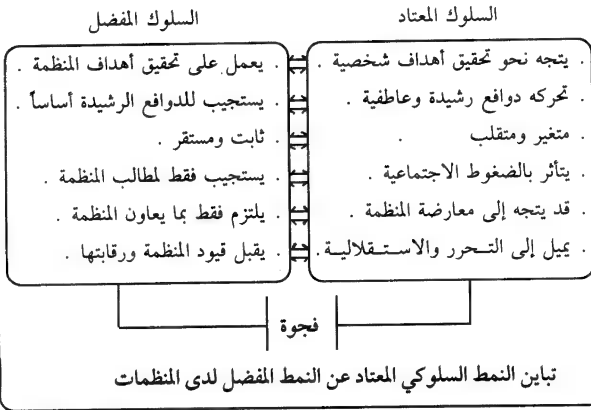 السلوك المعتاد
. يتجه نحو تحقيق أهداف شخصية .
. تحركه دوافع رشيدة وعاطفية .
. متغير ومتقلب .
. يتأثر بالضغوط الاجتماعية .
. قد يتجه إلى معارضة المنظمة .
. يميل إلى التحرر والاستقلالية .
السلوك المفضل
. يعمل على تحقيق أهداف المنظمة .
. يستجيب للدوافع الرشيدة أساساً .
. ثابت ومستقر .
. يستجيب فقط لمطالب المنظمة .
. يلتزم فقط بما يعاون المنظمة .
. يقبل قيود المنظمة ورقابتها .
فجوة
تباين النمط السلوكي المعتاد عن النمط المفضل لدى المنظمات